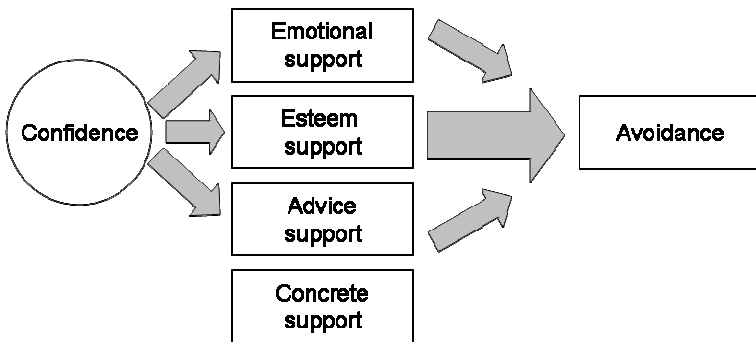 Confidence
Emotional
support
Esteem
support
Advice
support
Concrete
support
Avoidance